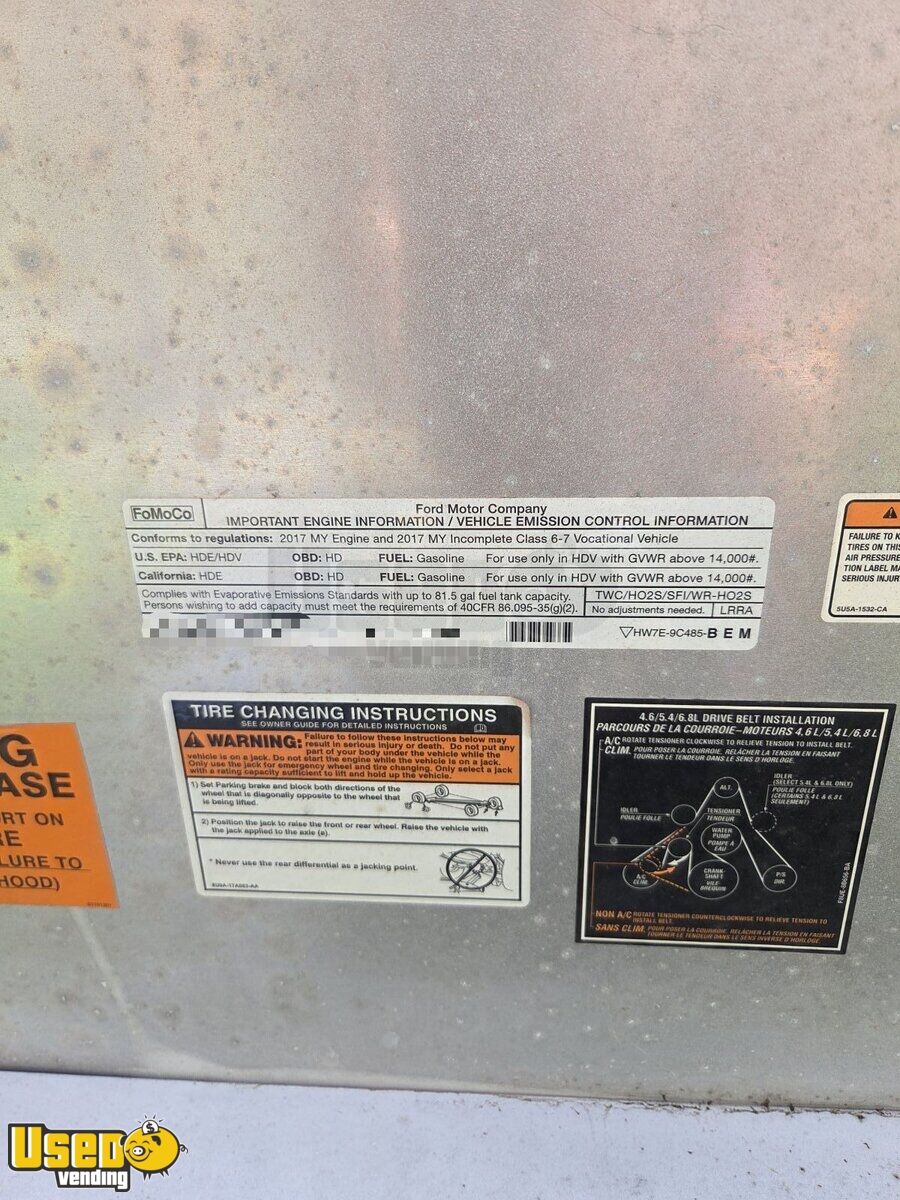 FoMoCo
Ford Motor Company
IMPORTANT ENGINE INFORMATION / VEHICLE EMISSION CONTROL INFORMATION
Conforms to regulations: 2017 MY Engine and 2017 MY Incomplete Class 6-7 Vocational Vehicle
U.S. EPA: HDE/HDV OBD: HD FUEL: Gasoline For use only in HDV with GVWR above 14,000#.
California: HDE OBD: HD FUEL: Gasoline For use only in HDV with GVWR above 14,000#.
Complies with Evaporative Emissions Standards with up to 81.5 gal fuel tank capacity.
Persons wishing to add capacity must meet the requirements of 40CFR 86.095-35(g)(2).
TWC/HO2S/SFI/WR-HO2S
No adjustments needed. LRRA
HW7E-9C485-BEM
FAILURE TO K
TIRES ON THIS
AIR PRESSURE
TION LABEL MA
SERIOUS INJUR
5U5A-1532-CA
G
ASE
RT ON
RE
LURE TO
HOOD)
TIRE CHANGING INSTRUCTIONS
SEE OWNER GUIDE FOR DETAILED INSTRUCTIONS
WARNING: Failure to follow these instructions below may
result in serious injury or death. Do not put any
part of your body under the vehicle while the
vehicle is on a jack. Do not start the engine while the vehicle is on a jack.
Only use the jack for emergency wheel and tire changing. Only select a jack
with a rating capacity sufficient to lift and hold up the vehicle.
1) Set Parking brake and block both directions of the
wheel that is diagonally opposite to the wheel that
is being lifted.
2) Position the jack to raise the front or rear wheel. Raise the vehicle with
the jack applied to the axle (s).
* Never use the rear differential as a jacking point.
4.6/5.4/6.8L DRIVE BELT INSTALLATION
PARCOURS DE LA COURROIE–MOTEURS 4,6 L/5,4 L/6,8 L
A/C ROTATE TENSIONER CLOCKWISE TO RELIEVE TENSION TO INSTALL BELT.
CLIM. POUR POSER LA COURROIE, RELÂCHER LA TENSION EN FAISANT
TOURNER LE TENDEUR DANS LE SENS D'HORLOGE.
IDLER
(SELECT 5.4L & 6.8L ONLY)
POULIE FOLLE
(CERTAINS 5,4 L & 6,8 L
SEULEMENT)
ALT.
IDLER
POULIE FOLLE
TENSIONER
TENDEUR
WATER
PUMP
POMPE À
EAU
A/C
CLIM.
CRANK-
SHAFT
VILE-
BREQUIN
P/S
DIR.
NON A/C ROTATE TENSIONER COUNTERCLOCKWISE TO RELIEVE TENSION TO
INSTALL BELT.
SANS CLIM. POUR POSER LA COURROIE, RELÂCHER LA TENSION EN FAISANT
TOURNER LE TENDEUR DANS LE SENS INVERSE D'HORLOGE.
USED
vending